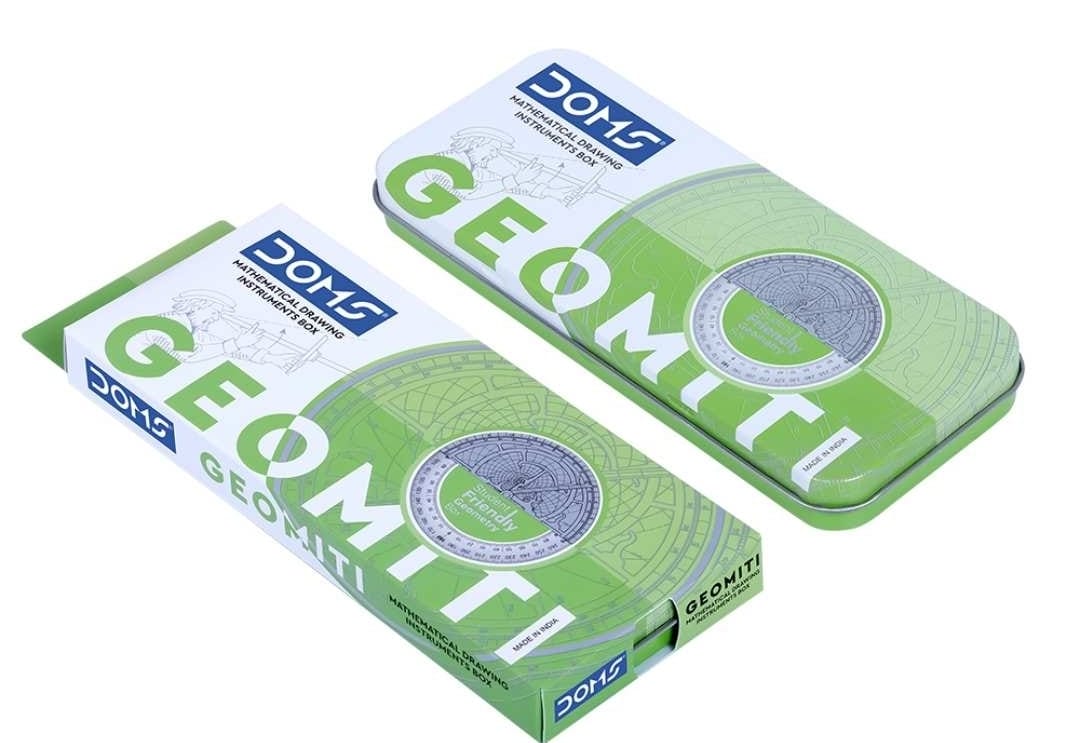 DOMS
MATHEMATICAL DRAWING
INSTRUMENTS BOX
GEOMITI
Student
Friendly
Geometry
MADE IN INDIA
DOMS
MATHEMATICAL DRAWING
INSTRUMENTS BOX
GEOMITI
Student
Friendly
Geometry
Box
MADE IN INDIA
DOMS
GEOMITI
MATHEMATICAL DRAWING
INSTRUMENTS BOX
DOMS
GEOMITI
MATHEMATICAL DRAWING
INSTRUMENTS BOX